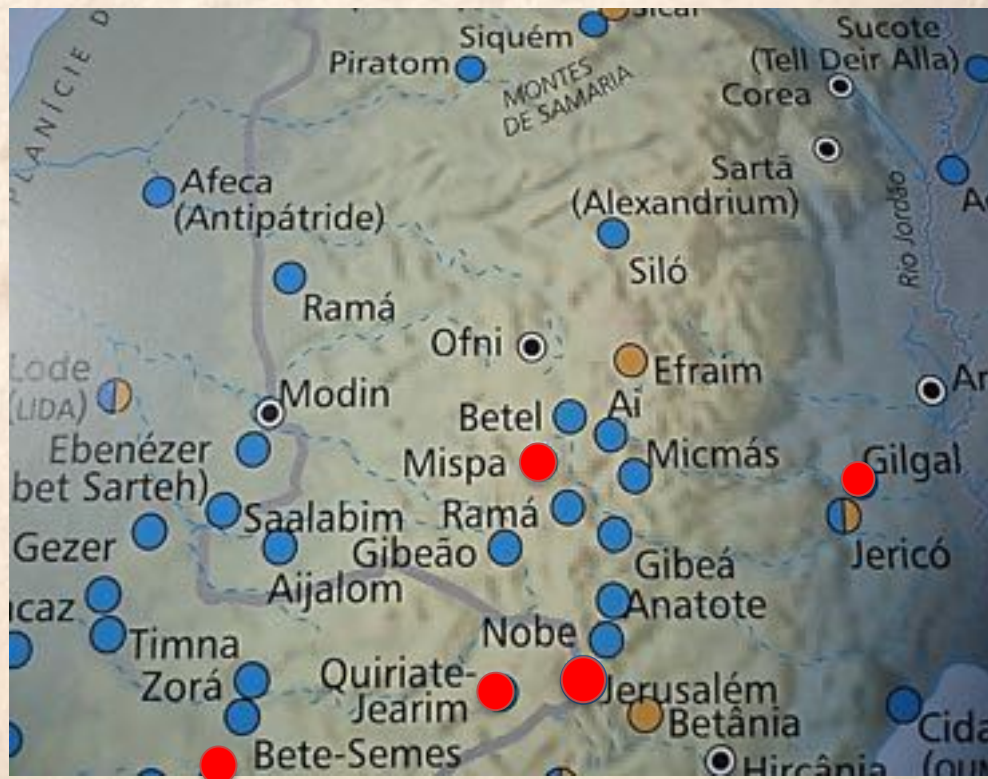 PLANÍCIE D
Siquém
Sicar
Piratom
MONTES
DE SAMARIA
Sucote
(Tell Deir Alla)
Corea
Sartã
(Alexandrium)
Rio Jordão
Afeca
(Antipátride)
Siló
Ramá
Ofni
Efraim
Lode
(LIDA)
Modin
Betel
Ai
Ebenézer
bet Sarteh)
Mispa
Micmás
Gilgal
Saalabim
Ramá
Gezer
Gibeão
Jericó
Gibeá
Aijalom
Anatote
Nobe
Timna
Zorá
Quiriate-
Jearim
Jerusalém
Betânia
Bete-Semes
Hircânia